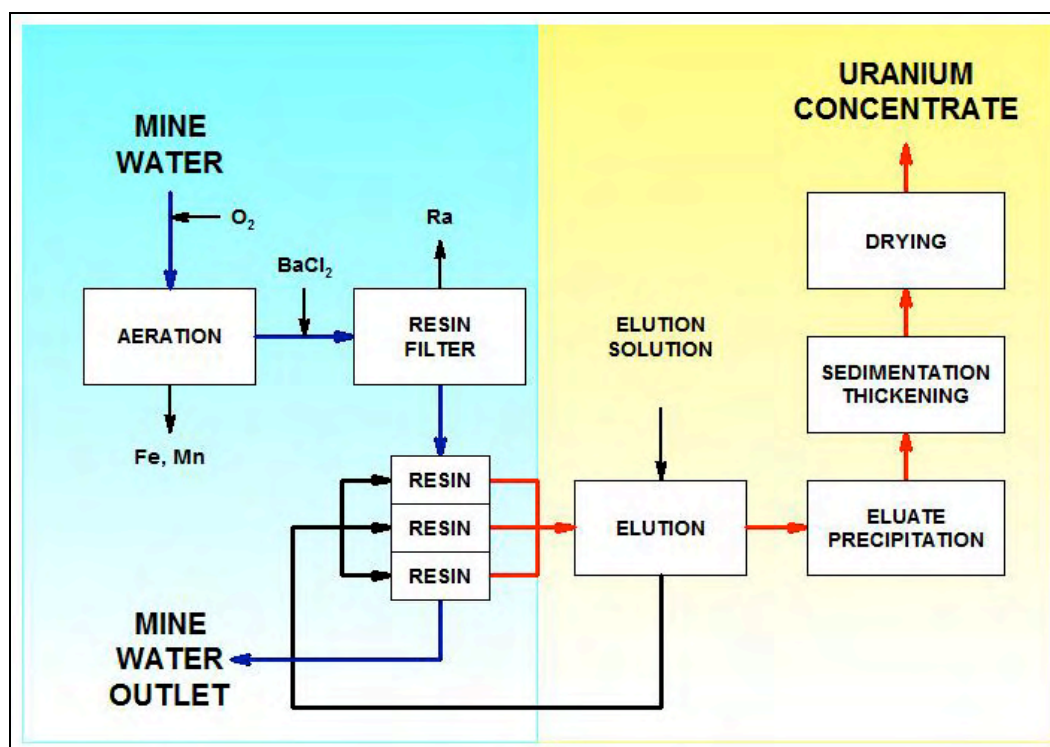 MINE
WATER
O₂
BaCl₂
AERATION
Fe, Mn
Ra
RESIN
FILTER
RESIN
RESIN
RESIN
MINE
WATER
OUTLET
ELUTION
SOLUTION
ELUTION
ELUATE
PRECIPITATION
SEDIMENTATION
THICKENING
DRYING
URANIUM
CONCENTRATE